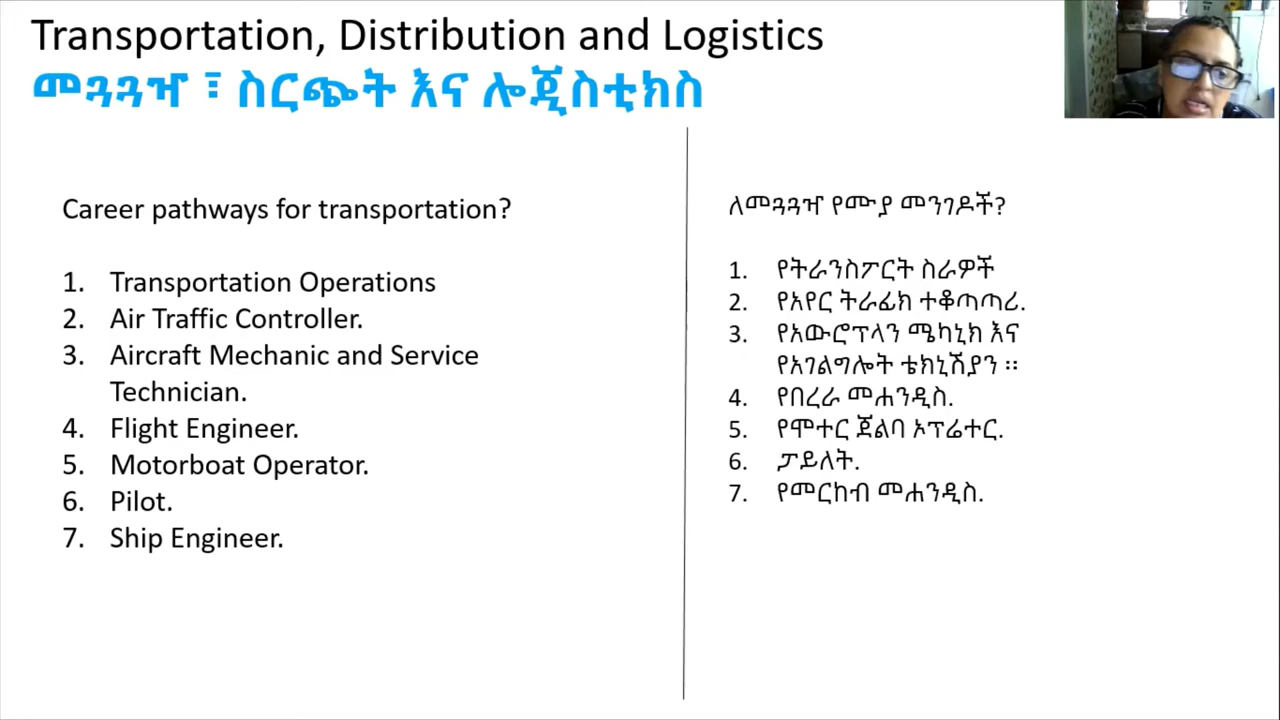 Transportation, Distribution and Logistics
መጓጓዣ ፣ ስርጭት እና ሎጂስቲክስ
Career pathways for transportation?
1. Transportation Operations
2. Air Traffic Controller.
3. Aircraft Mechanic and Service
Technician.
4. Flight Engineer.
5. Motorboat Operator.
6. Pilot.
7. Ship Engineer.
ለመጓጓዣ የሙያ መንገዶች?
1. የትራንስፖርት ስራዎች
2. የአየር ትራፊክ ተቆጣጣሪ.
3. የአውሮፕላን ሜካኒክ እና
የአገልግሎት ቴክኒሽያን ፡፡
4. የበረራ መሐንዲስ.
5. የሞተር ጀልባ ኦፕሬተር.
6. ፓይለት.
7. የመርከብ መሐንዲስ.